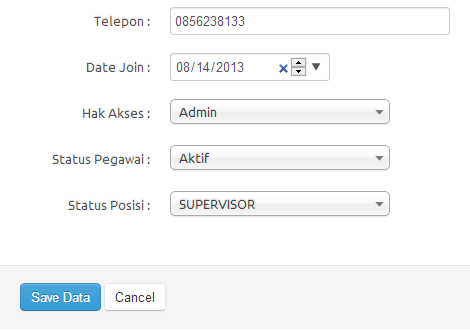 Telepon : 0856238133
Date Join : 08/14/2013
Hak Akses : Admin
Status Pegawai : Aktif
Status Posisi : SUPERVISOR
Save Data Cancel